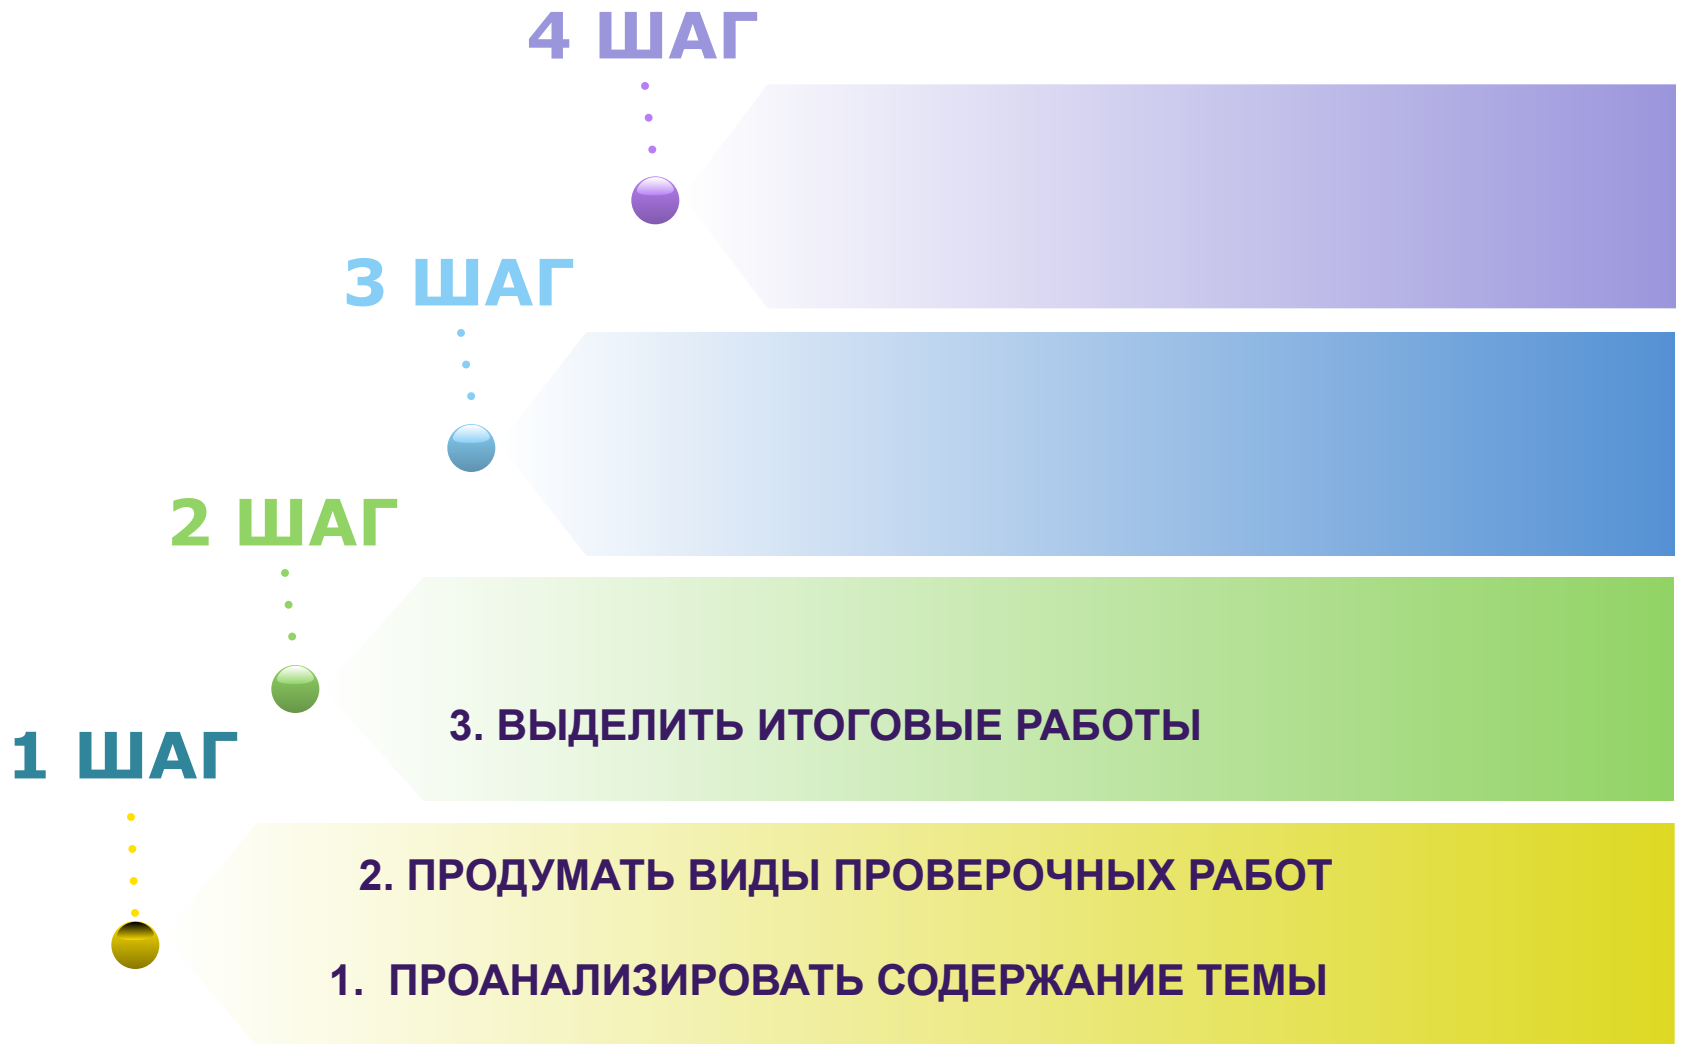 4 ШАГ
3 ШАГ
2 ШАГ
3. ВЫДЕЛИТЬ ИТОГОВЫЕ РАБОТЫ
1 ШАГ
2. ПРОДУМАТЬ ВИДЫ ПРОВЕРОЧНЫХ РАБОТ
1. ПРОАНАЛИЗИРОВАТЬ СОДЕРЖАНИЕ ТЕМЫ